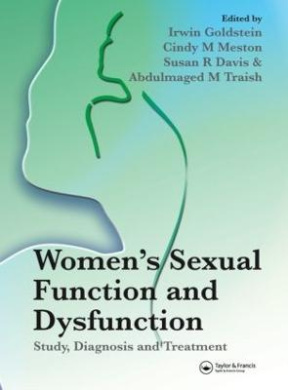 Edited by
Irwin Goldstein
Cindy M Meston
Susan R Davis &
Abdulmaged M Traish
Women's Sexual
Function and
Dysfunction
Study, Diagnosis and Treatment
Taylor & Francis